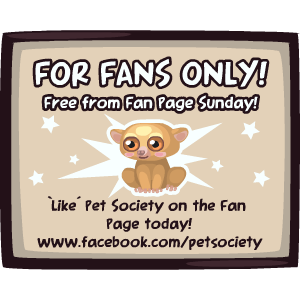 FOR FANS ONLY!
Free from Fan Page Sunday!
`Like´ Pet Society on the Fan
Page today!
www.facebook.com/petsociety